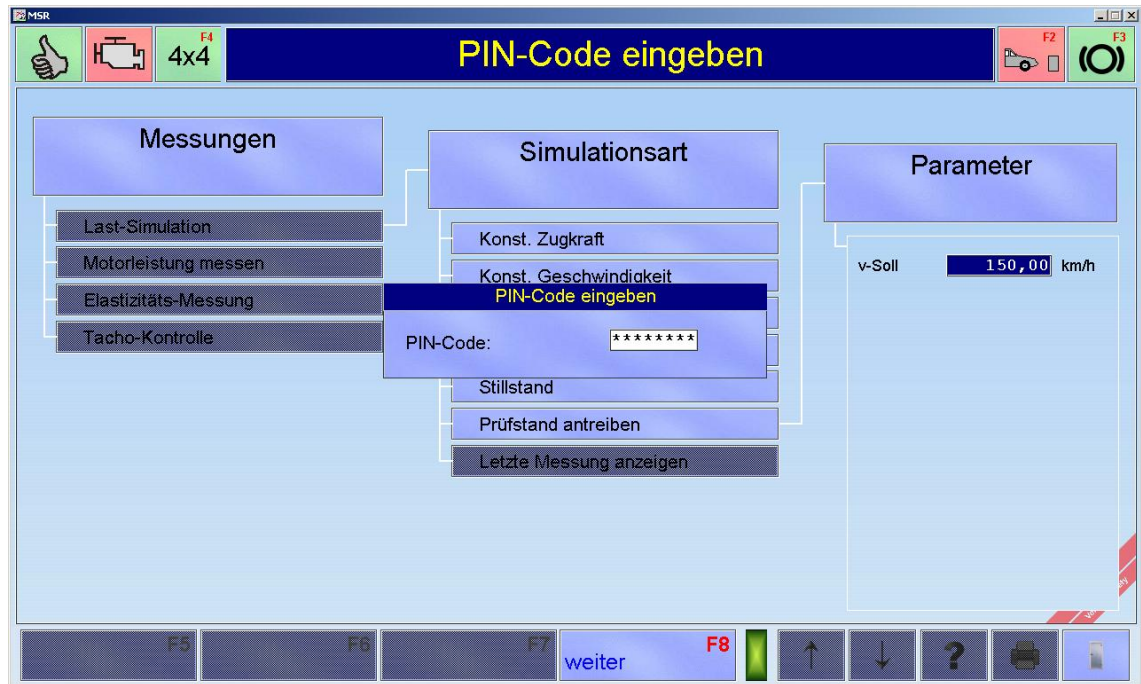 MSR
F4
4x4
PIN-Code eingeben
F2
F3
Messungen
Simulationsart
Parameter
Last-Simulation
Motorleistung messen
Elastizitäts-Messung
Tacho-Kontrolle
Konst. Zugkraft
Konst. Geschwindigkeit
PIN-Code eingeben
PIN-Code:
********
Stillstand
Prüfstand antreiben
Letzte Messung anzeigen
v-Soll 150,00 km/h
F5
F6
F7
weiter F8
?